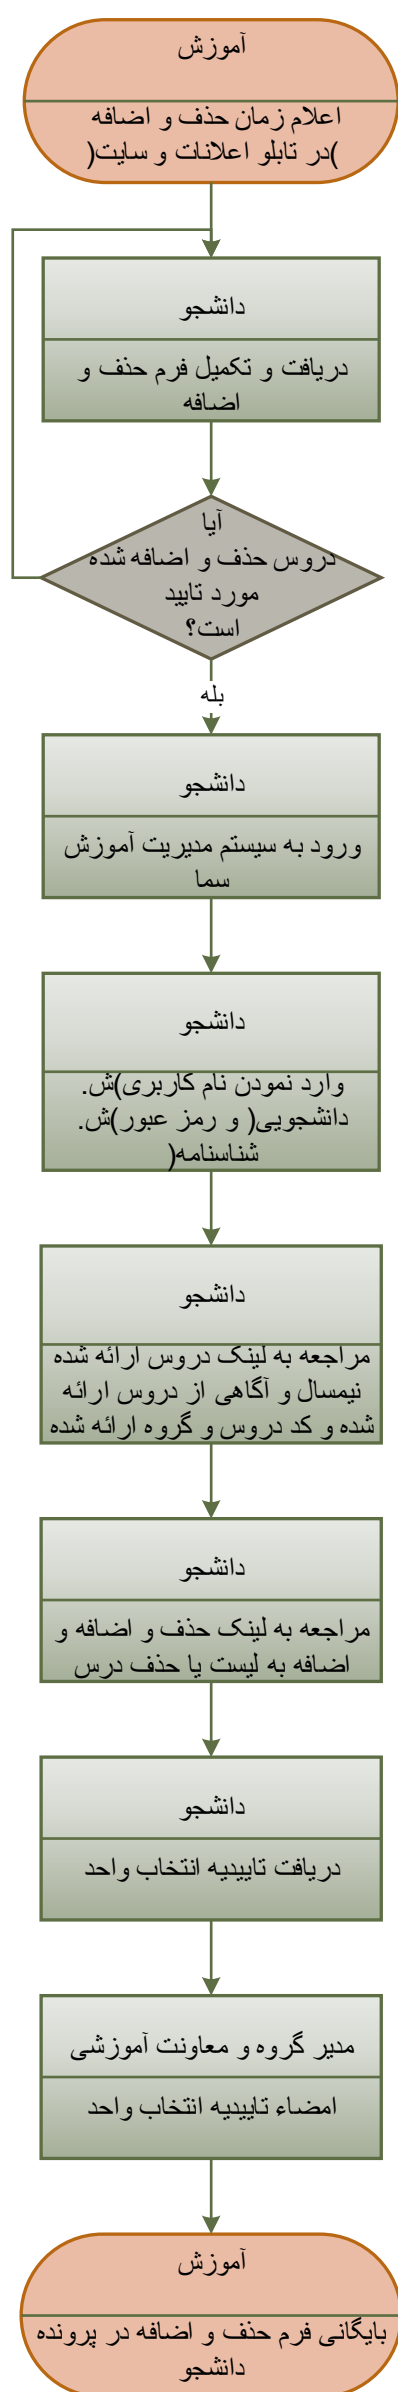 آموزش
اعلام زمان حذف و اضافه
)در تابلو اعلانات و سایت(
دانشجو
دریافت و تکمیل فرم حذف و
اضافه
آیا
دروس حذف و اضافه شده
مورد تایید
است؟
بله
دانشجو
ورود به سیستم مدیریت آموزش
سما
دانشجو
وارد نمودن نام کاربری)ش.
دانشجویی( و رمز عبور)ش.
شناسنامه(
دانشجو
مراجعه به لینک دروس ارائه شده
نیمسال و آگاهی از دروس ارائه
شده و کد دروس و گروه ارائه شده
دانشجو
مراجعه به لینک حذف و اضافه و
اضافه به لیست یا حذف درس
دانشجو
دریافت تاییدیه انتخاب واحد
مدیر گروه و معاونت آموزشی
امضاء تاییدیه انتخاب واحد
آموزش
بایگانی فرم حذف و اضافه در پرونده
دانشجو